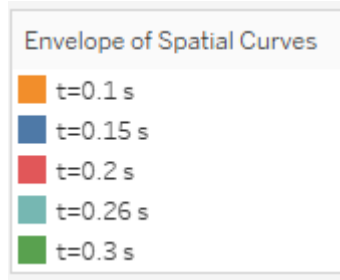 Envelope of Spatial Curves
t=0.1 s
t=0.15 s
t=0.2 s
t=0.26 s
t=0.3 s